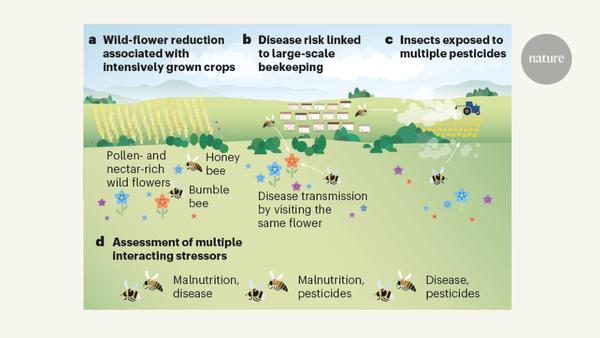 a Wild-flower reduction
associated with
intensively grown crops
b Disease risk linked
to large-scale
beekeeping
c Insects exposed to
multiple pesticides
nature
Pollen- and
nectar-rich
wild flowers
Honey
bee
Bumble
bee
Disease transmission
by visiting the
same flower
d Assessment of multiple
interacting stressors
Malnutrition,
disease
Malnutrition,
pesticides
Disease,
pesticides